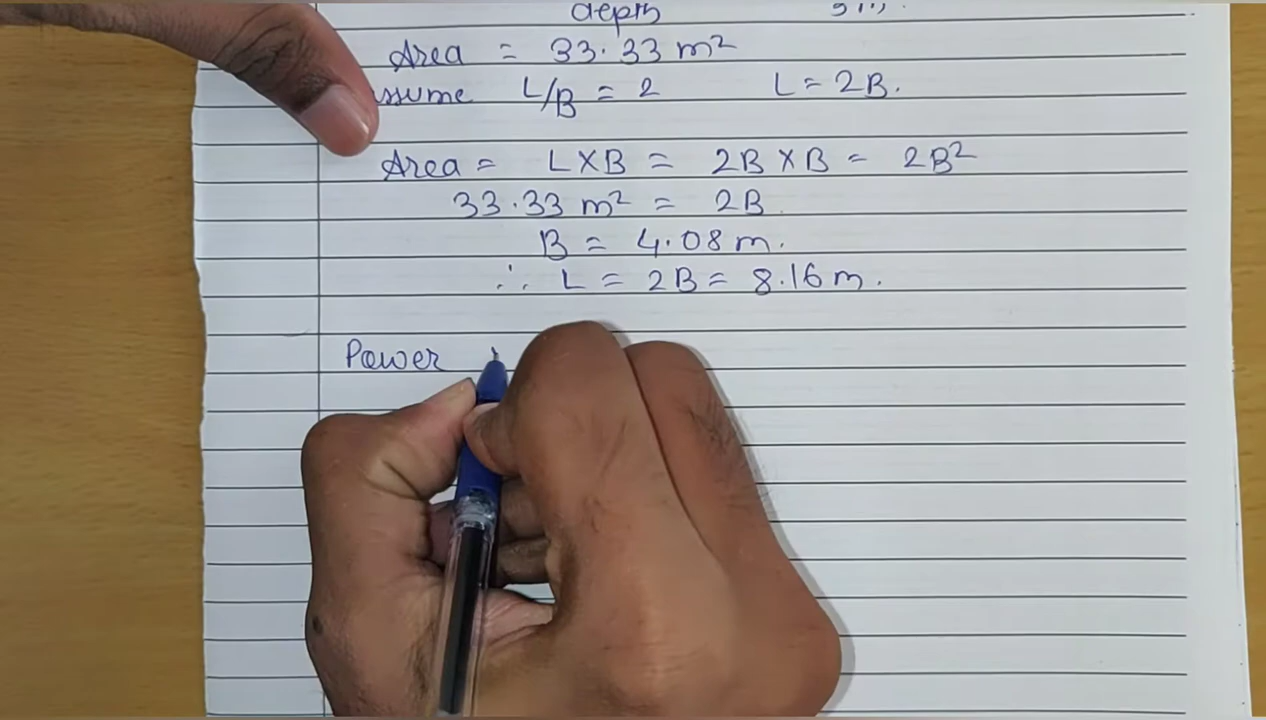 depth
Area = 33.33 m²
ssume L/B = 2 L = 2B.
Area = L X B = 2B X B = 2B²
33.33 m² = 2B
B = 4.08 m.
∴ L = 2B = 8.16 m.
Power